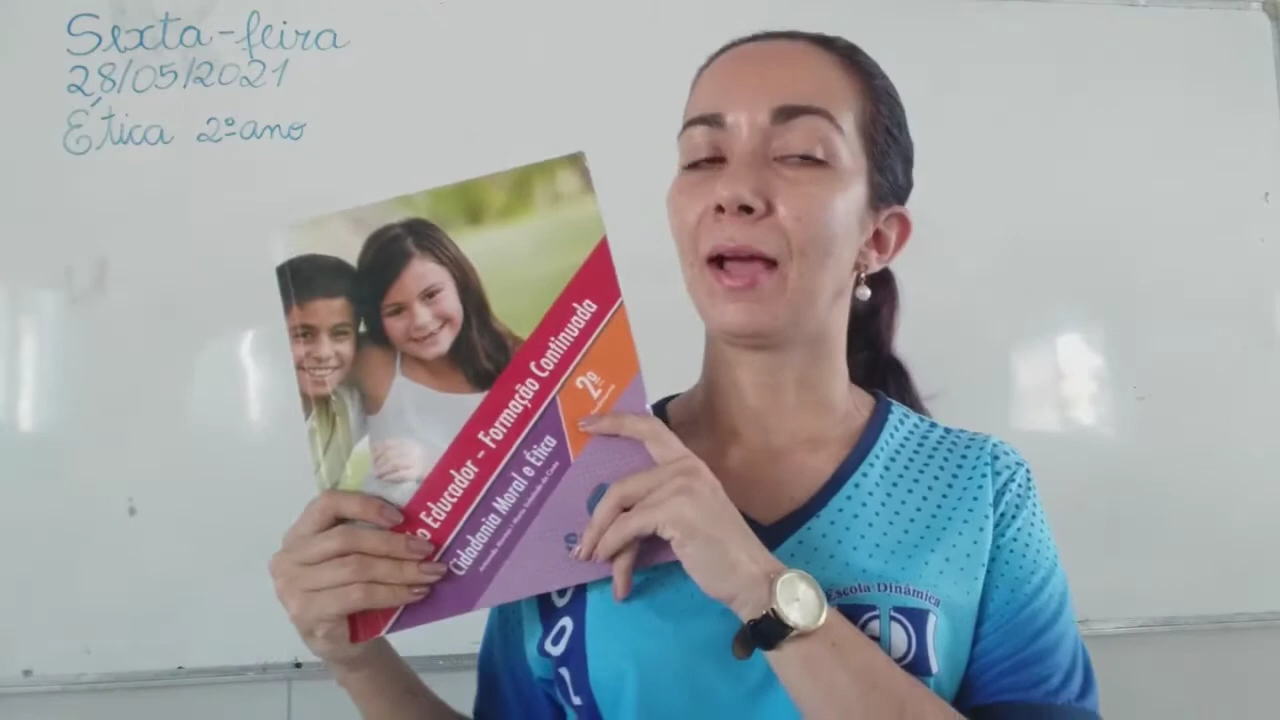 Sexta-feira
28/05/2021
Ética 2º ano
Educador - Formação Continuada
2º
Cidadania Moral e Ética
Escola Dinâmica